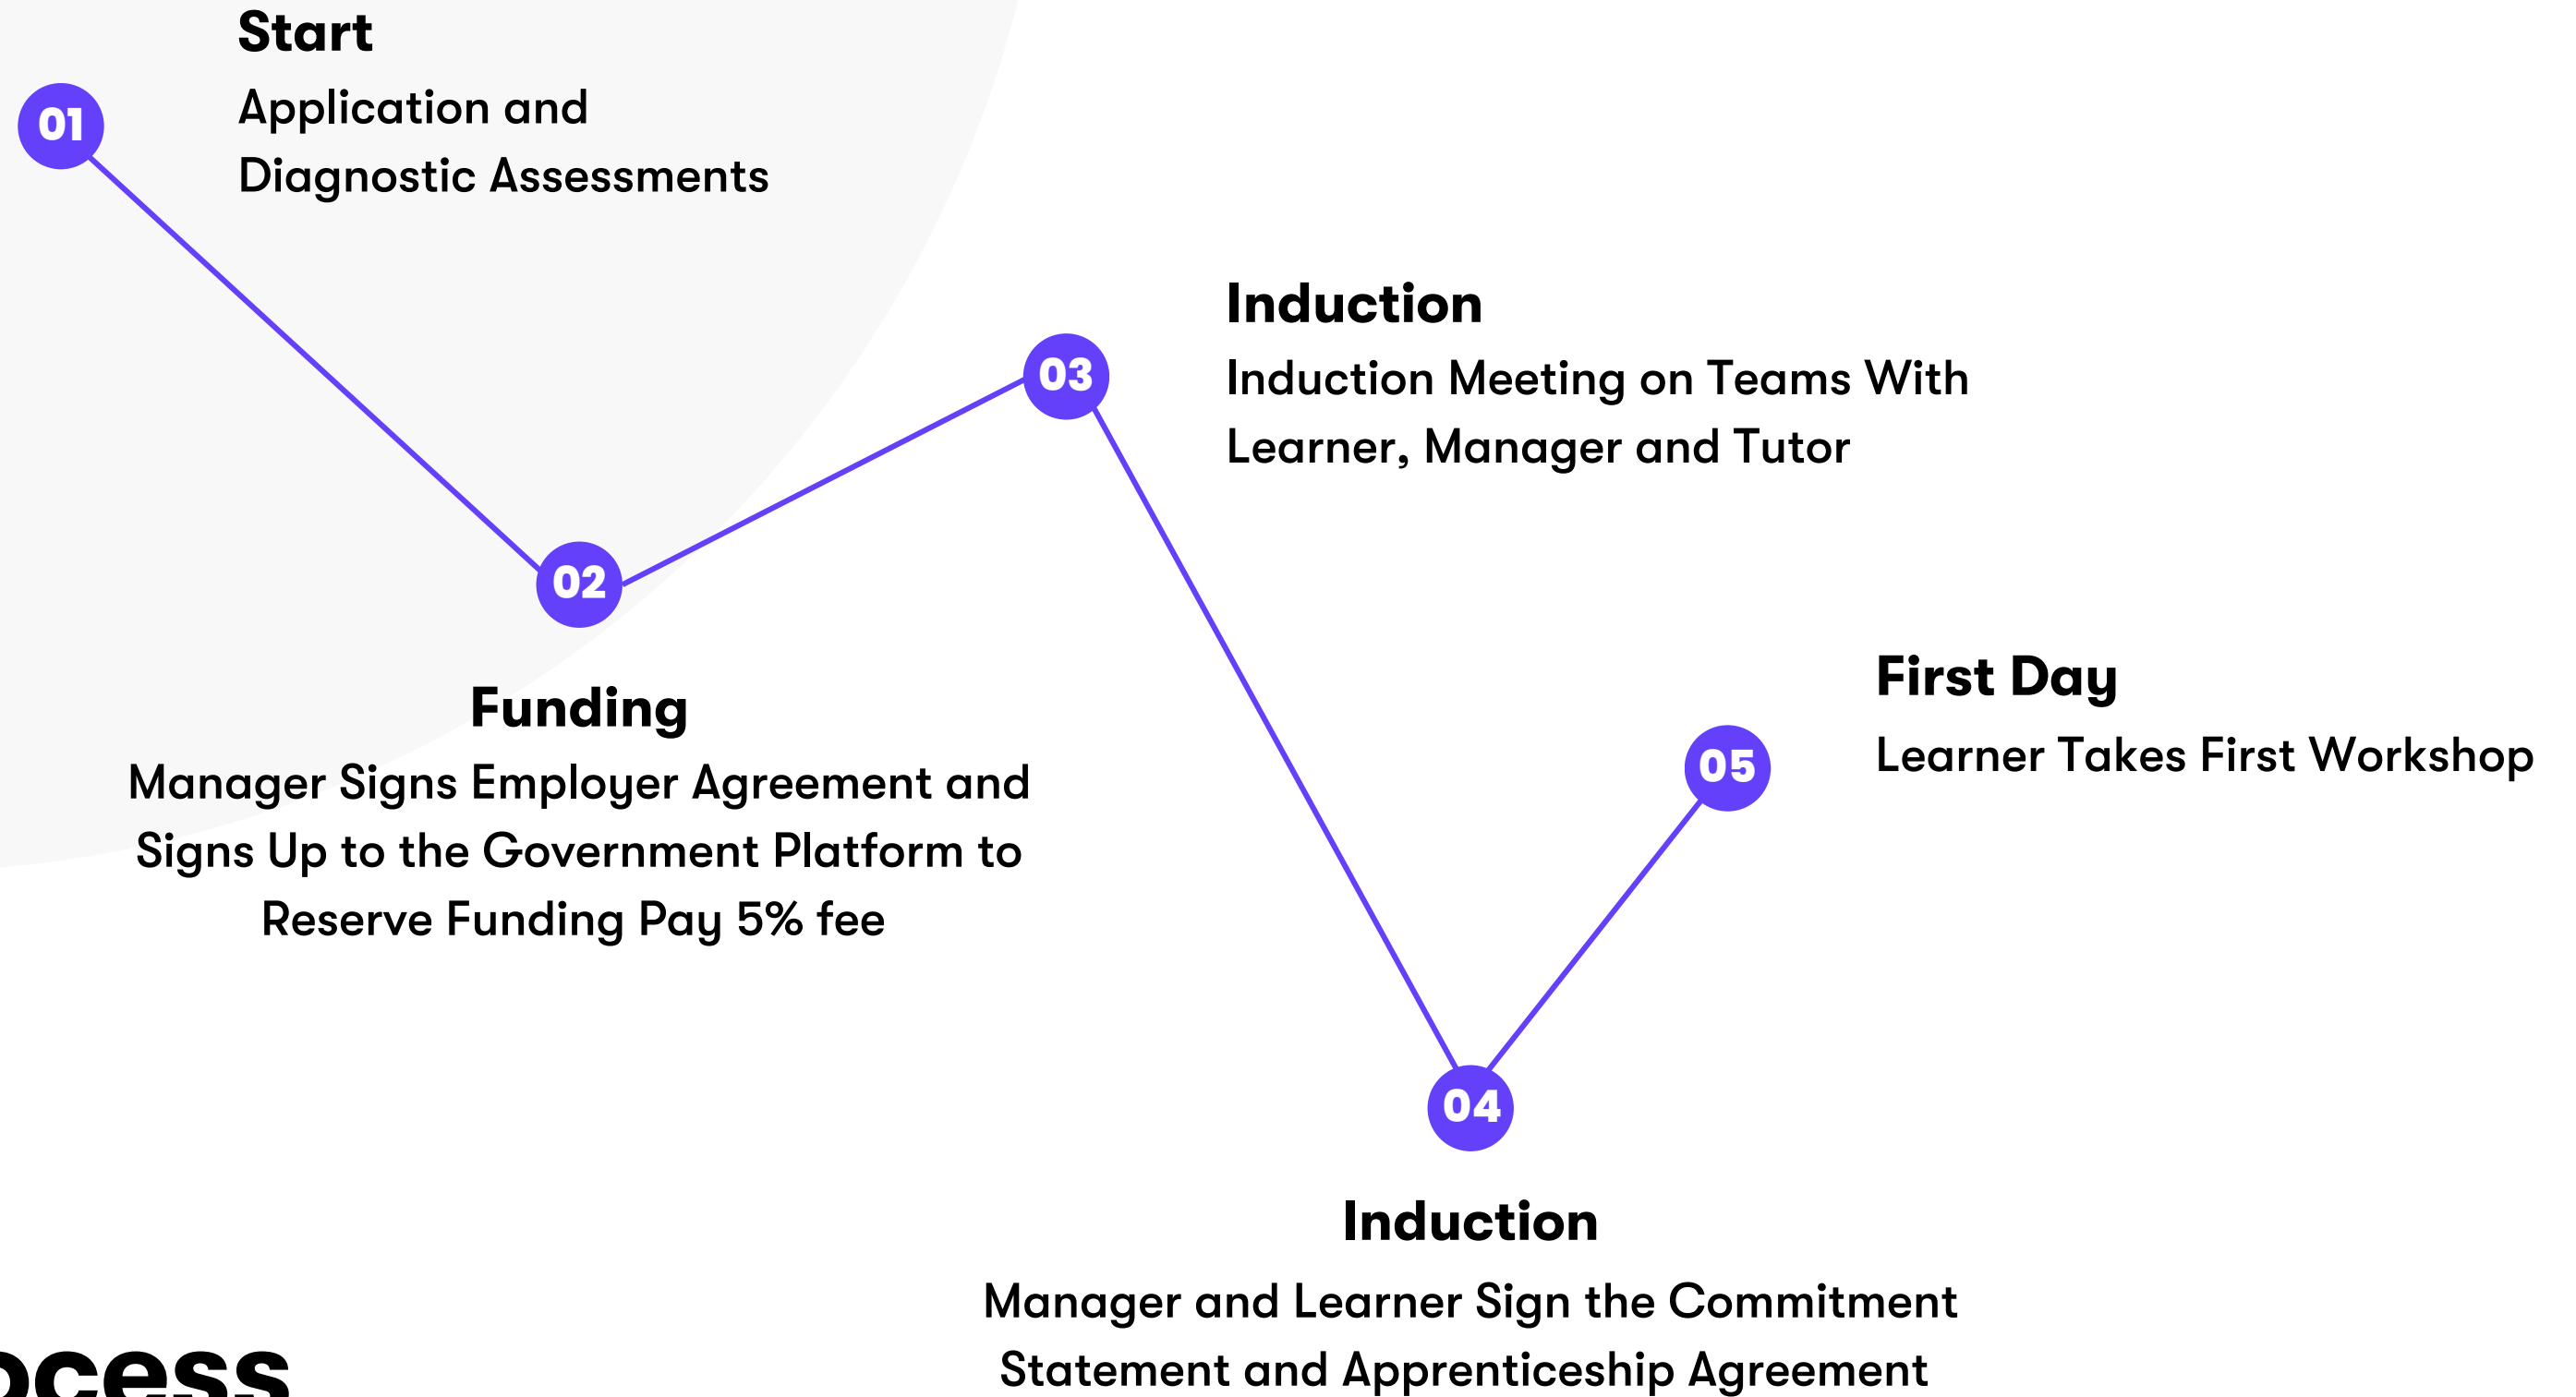 Start
01
Application and
Diagnostic Assessments
02
Funding
Manager Signs Employer Agreement and
Signs Up to the Government Platform to
Reserve Funding Pay 5% fee
03
Induction
Induction Meeting on Teams With
Learner, Manager and Tutor
04
Induction
Manager and Learner Sign the Commitment
Statement and Apprenticeship Agreement
05
First Day
Learner Takes First Workshop
ocess